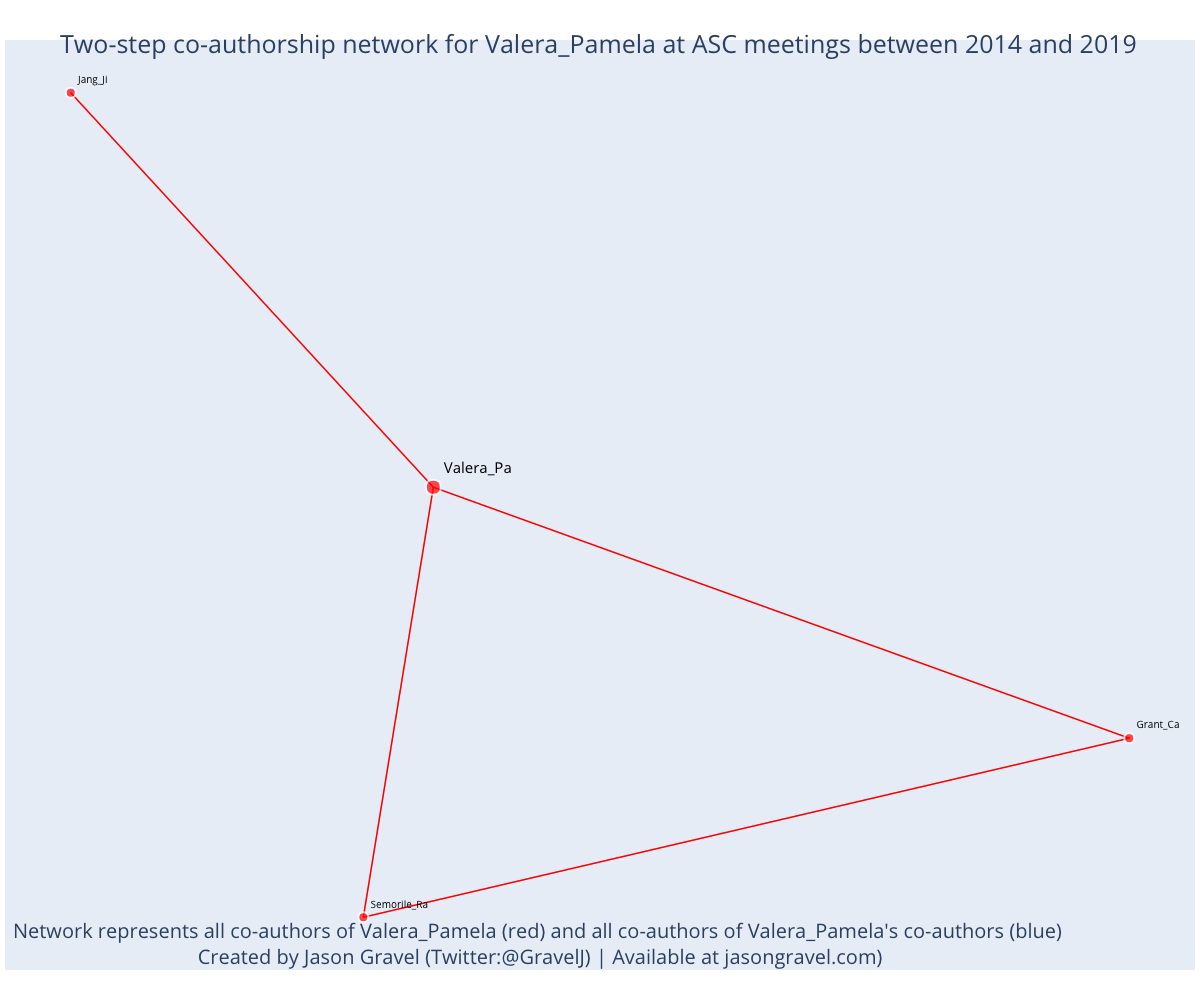 Two-step co-authorship network for Valera_Pamela at ASC meetings between 2014 and 2019
Jang_Ji
Valera_Pa
Grant_Ca
Semorile_Ra
Network represents all co-authors of Valera_Pamela (red) and all co-authors of Valera_Pamela's co-authors (blue)
Created by Jason Gravel (Twitter:@GravelJ) | Available at jasongravel.com)